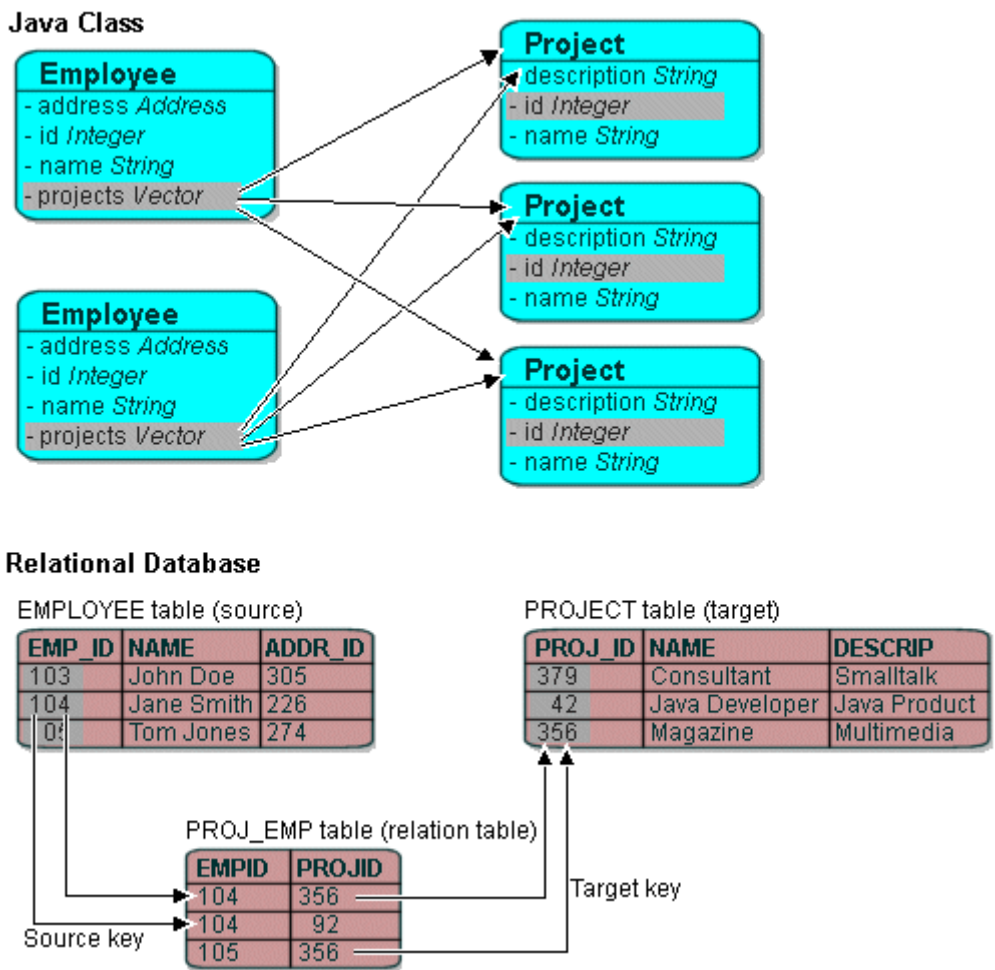 Java Class
Employee
- address Address
- id Integer
- name String
- projects Vector
Employee
- address Address
- id Integer
- name String
- projects Vector
Project
- description String
- id Integer
- name String
Project
- description String
- id Integer
- name String
Project
- description String
- id Integer
- name String
Relational Database
EMPLOYEE table (source)
EMP_ID NAME ADDR_ID
103 John Doe 305
104 Jane Smith 226
05 Tom Jones 274
PROJECT table (target)
PROJ_ID NAME DESCRIP
379 Consultant Smalltalk
42 Java Developer Java Product
356 Magazine Multimedia
PROJ_EMP table (relation table)
EMPID PROJID
104 356
104 92
105 356
Source key
Target key